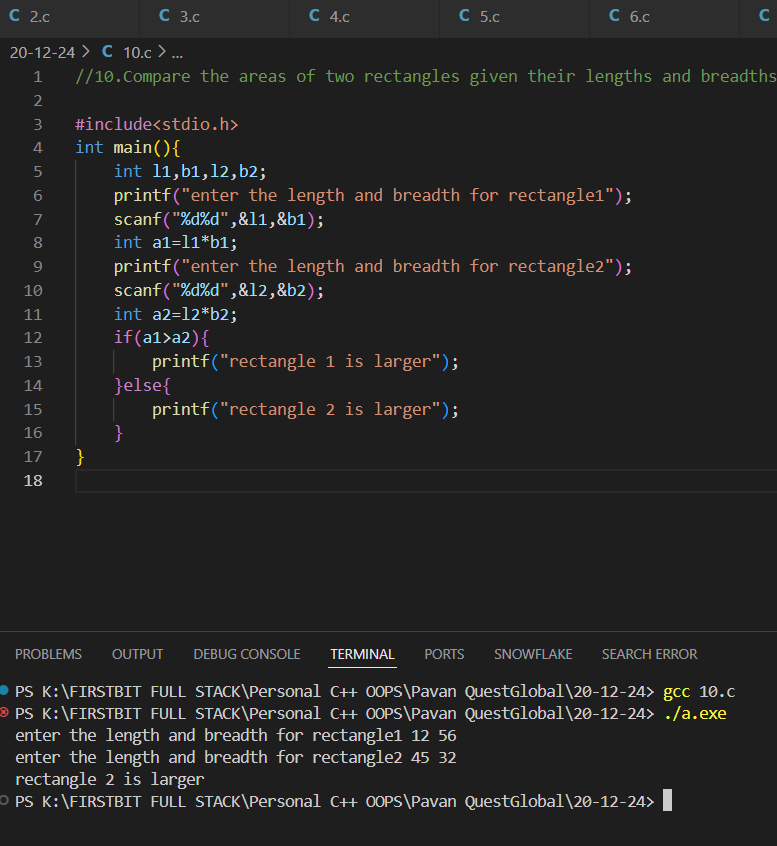 C 2.c C 3.c C 4.c C 5.c C 6.c C
20-12-24 > C 10.c > ...
1 //10.Compare the areas of two rectangles given their lengths and breadths
2
3 #include<stdio.h>
4 int main(){
5     int l1,b1,l2,b2;
6     printf("enter the length and breadth for rectangle1");
7     scanf("%d%d",&l1,&b1);
8     int a1=l1*b1;
9     printf("enter the length and breadth for rectangle2");
10     scanf("%d%d",&l2,&b2);
11     int a2=l2*b2;
12     if(a1>a2){
13         printf("rectangle 1 is larger");
14     }else{
15         printf("rectangle 2 is larger");
16     }
17 }
18
PROBLEMS OUTPUT DEBUG CONSOLE TERMINAL PORTS SNOWFLAKE SEARCH ERROR
PS K:\FIRSTBIT FULL STACK\Personal C++ OOPS\Pavan QuestGlobal\20-12-24> gcc 10.c
PS K:\FIRSTBIT FULL STACK\Personal C++ OOPS\Pavan QuestGlobal\20-12-24> ./a.exe
enter the length and breadth for rectangle1 12 56
enter the length and breadth for rectangle2 45 32
rectangle 2 is larger
PS K:\FIRSTBIT FULL STACK\Personal C++ OOPS\Pavan QuestGlobal\20-12-24>